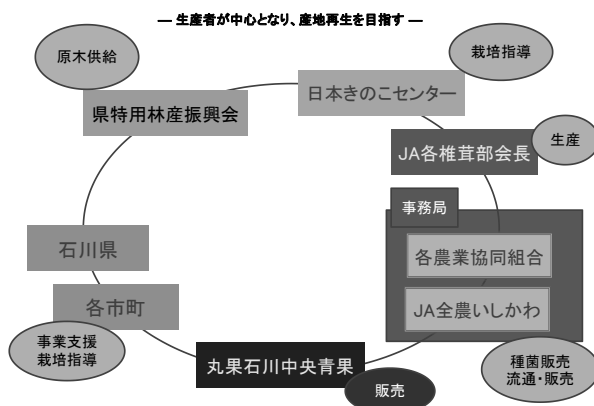 ― 生産者が中心となり、産地再生を目指す ―
原木供給
県特用林産振興会
栽培指導
日本きのこセンター
生産
JA各椎茸部会長
事務局
各農業協同組合
JA全農いしかわ
種菌販売
流通・販売
石川県
各市町
事業支援
栽培指導
丸果石川中央青果
販売